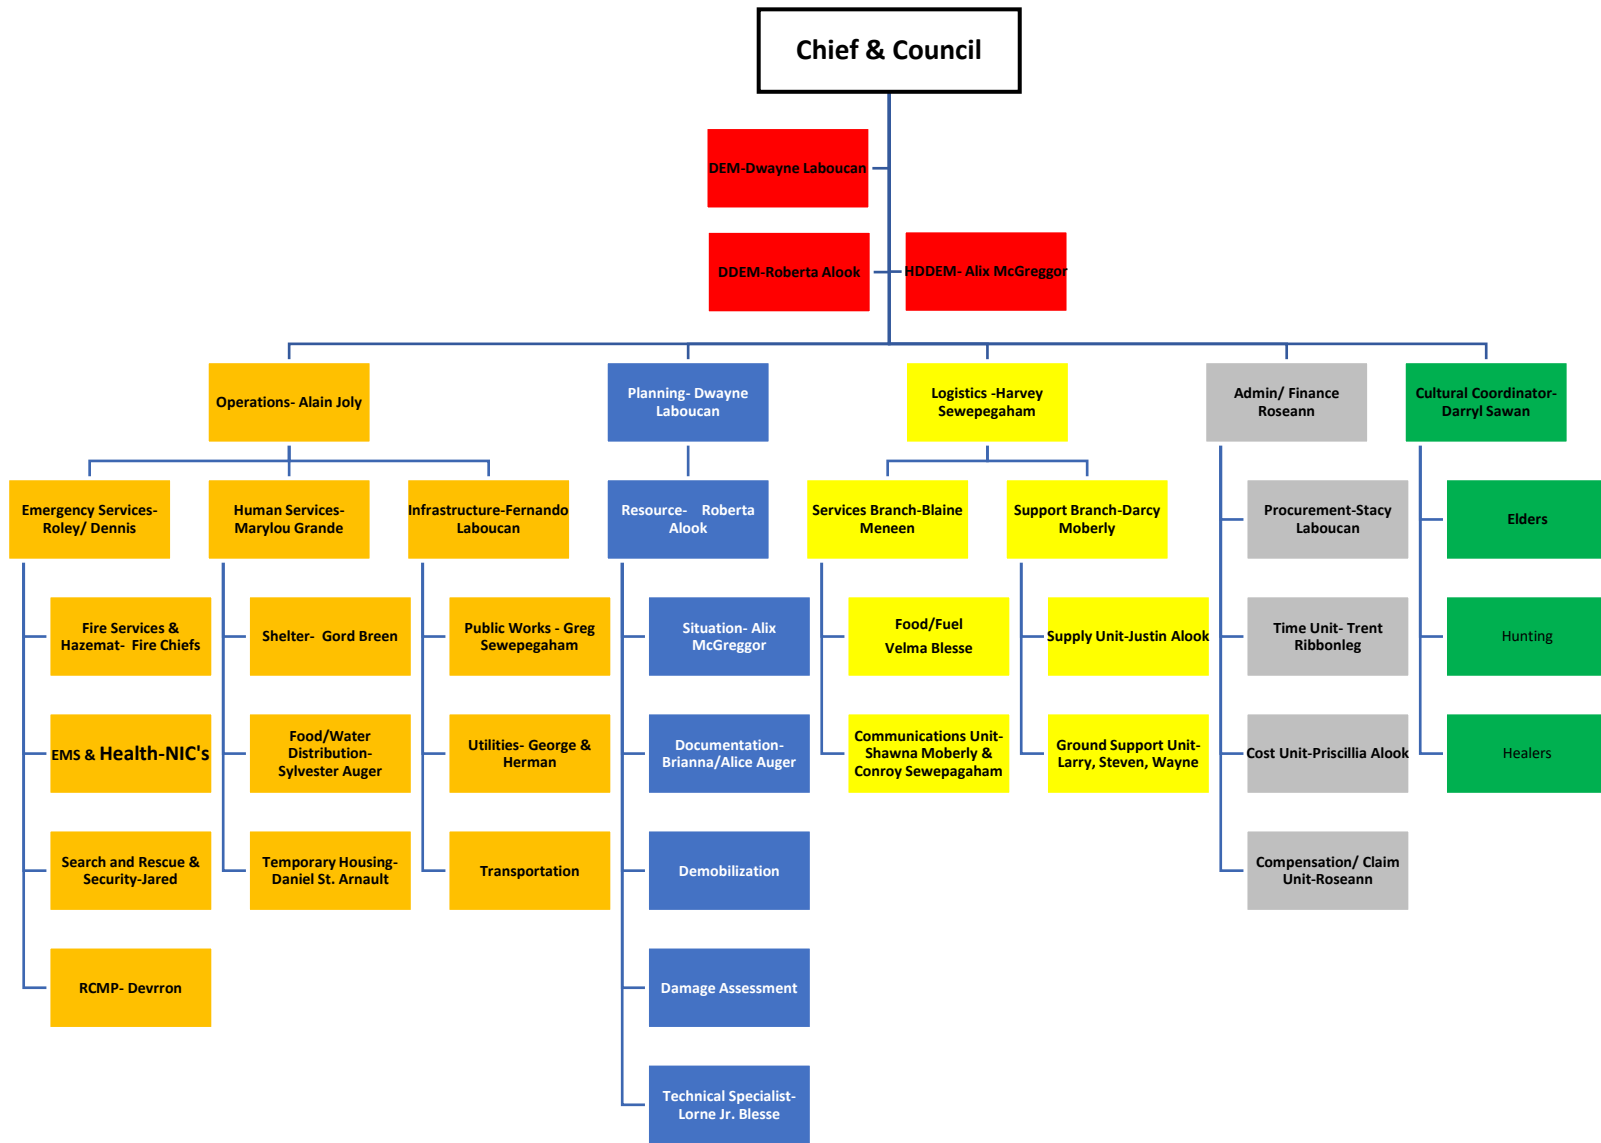 Chief & Council
DEM-Dwayne Laboucan
DDEM-Roberta Alook
HDDEM- Alix McGreggor
Operations- Alain Joly
Planning- Dwayne
Laboucan
Logistics -Harvey
Sewepegaham
Admin/ Finance
Roseann
Cultural Coordinator-
Darryl Sawan
Emergency Services-
Roley/ Dennis
Human Services-
Marylou Grande
Infrastructure-Fernando
Laboucan
Resource- Roberta
Alook
Services Branch-Blaine
Meneen
Support Branch-Darcy
Moberly
Procurement-Stacy
Laboucan
Elders
Fire Services &
Hazemat- Fire Chiefs
Shelter- Gord Breen
Public Works - Greg
Sewepegaham
Situation- Alix
McGreggor
Food/Fuel
Velma Blesse
Supply Unit-Justin Alook
Time Unit- Trent
Ribbonleg
Hunting
EMS & Health-NIC's
Food/Water
Distribution-
Sylvester Auger
Utilities- George &
Herman
Documentation-
Brianna/Alice Auger
Communications Unit-
Shawna Moberly &
Conroy Sewepagaham
Ground Support Unit-
Larry, Steven, Wayne
Cost Unit-Priscillia Alook
Healers
Search and Rescue &
Security-Jared
Temporary Housing-
Daniel St. Arnault
Transportation
Demobilization
Compensation/ Claim
Unit-Roseann
RCMP- Devrron
Damage Assessment
Technical Specialist-
Lorne Jr. Blesse